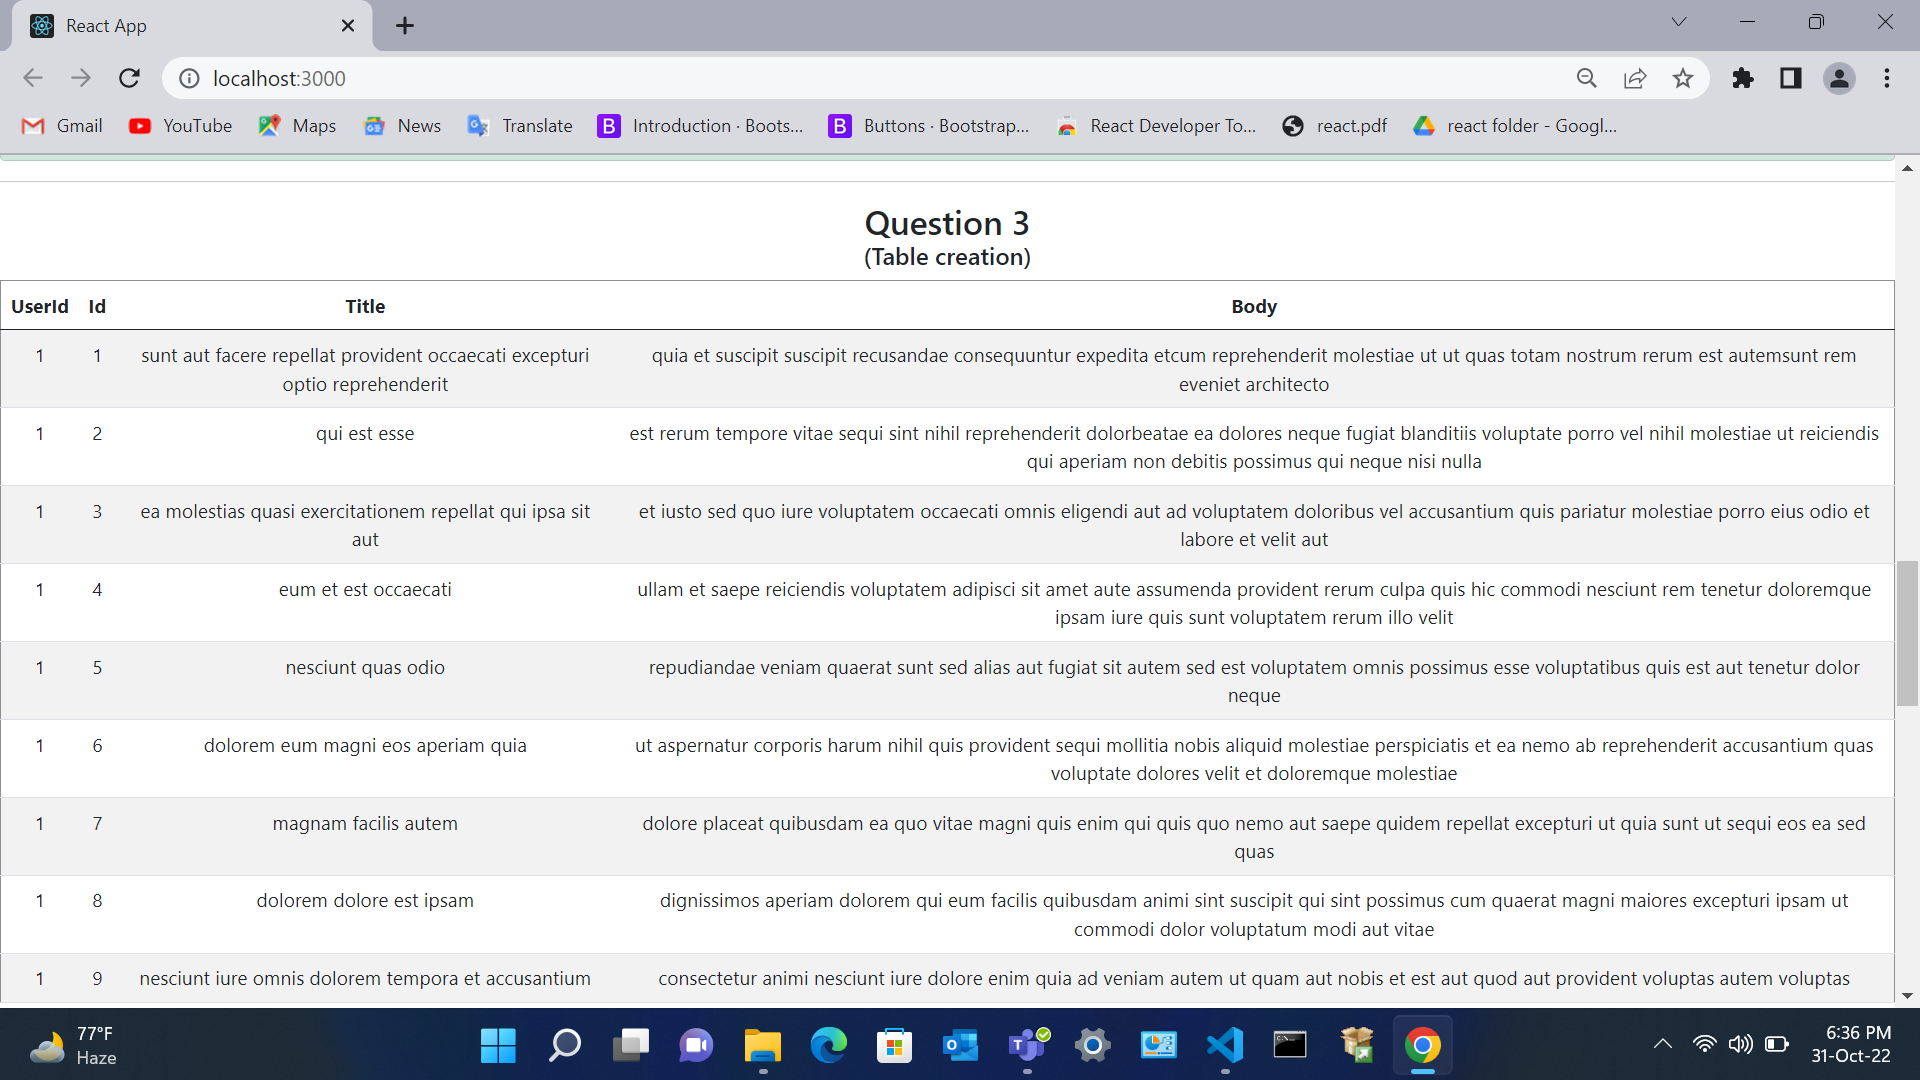 React App
localhost:3000
Gmail YouTube Maps News Translate Introduction · Boots... Buttons · Bootstrap... React Developer To... react.pdf react folder - Googl...
Question 3
(Table creation)
UserId Id Title Body
1 1 sunt aut facere repellat provident occaecati excepturi quia et suscipit suscipit recusandae consequuntur expedita etcum reprehenderit molestiae ut ut quas totam nostrum rerum est autemsunt rem
optio reprehenderit eveniet architecto
1 2 qui est esse est rerum tempore vitae sequi sint nihil reprehenderit dolorbeatae ea dolores neque fugiat blanditiis voluptate porro vel nihil molestiae ut reiciendis
qui aperiam non debitis possimus qui neque nisi nulla
1 3 ea molestias quasi exercitationem repellat qui ipsa sit et iusto sed quo iure voluptatem occaecati omnis eligendi aut ad voluptatem doloribus vel accusantium quis pariatur molestiae porro eius odio et
aut labore et velit aut
1 4 eum et est occaecati ullam et saepe reiciendis voluptatem adipisci sit amet aute assumenda provident rerum culpa quis hic commodi nesciunt rem tenetur doloremque
ipsam iure quis sunt voluptatem rerum illo velit
1 5 nesciunt quas odio repudiandae veniam quaerat sunt sed alias aut fugiat sit autem sed est voluptatem omnis possimus esse voluptatibus quis est aut tenetur dolor
neque
1 6 dolorem eum magni eos aperiam quia ut aspernatur corporis harum nihil quis provident sequi mollitia nobis aliquid molestiae perspiciatis et ea nemo ab reprehenderit accusantium quas
voluptate dolores velit et doloremque molestiae
1 7 magnam facilis autem dolore placeat quibusdam ea quo vitae magni quis enim qui quis quo nemo aut saepe quidem repellat excepturi ut quia sunt ut sequi eos ea sed
quas
1 8 dolorem dolore est ipsam dignissimos aperiam dolorem qui eum facilis quibusdam animi sint suscipit qui sint possimus cum quaerat magni maiores excepturi ipsam ut
commodi dolor voluptatum modi aut vitae
1 9 nesciunt iure omnis dolorem tempora et accusantium consectetur animi nesciunt iure dolore enim quia ad veniam autem ut quam aut nobis et est aut quod aut provident voluptas autem voluptas
77°F
Haze
6:36 PM
31-Oct-22